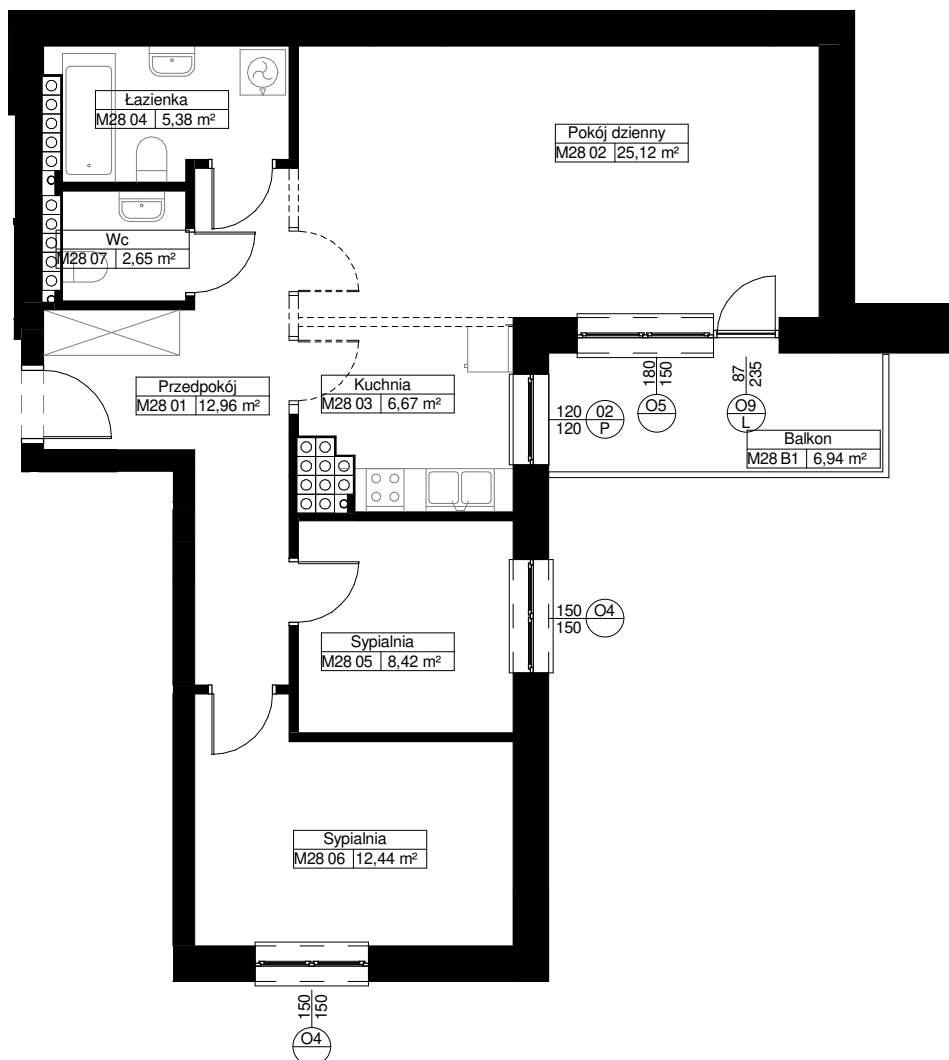 Łazienka
M28 04 5,38 m²
Pokój dzienny
M28 02 25,12 m²
Wc
M28 07 2,65 m²
Przedpokój
M28 01 12,96 m²
Kuchnia
M28 03 6,67 m²
180
150
O5
87
235
O9
L
120
120
02
P
Balkon
M28 B1 6,94 m²
150
150
O4
Sypialnia
M28 05 8,42 m²
Sypialnia
M28 06 12,44 m²
150
150
O4